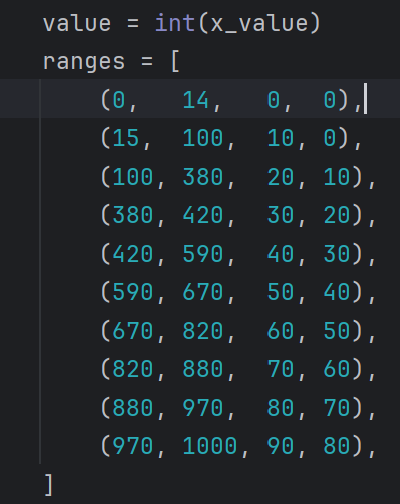 value = int(x_value)
ranges = [
    (0,   14,   0,  0),
    (15,  100,  10, 0),
    (100, 380,  20, 10),
    (380, 420,  30, 20),
    (420, 590,  40, 30),
    (590, 670,  50, 40),
    (670, 820,  60, 50),
    (820, 880,  70, 60),
    (880, 970,  80, 70),
    (970, 1000, 90, 80),
]